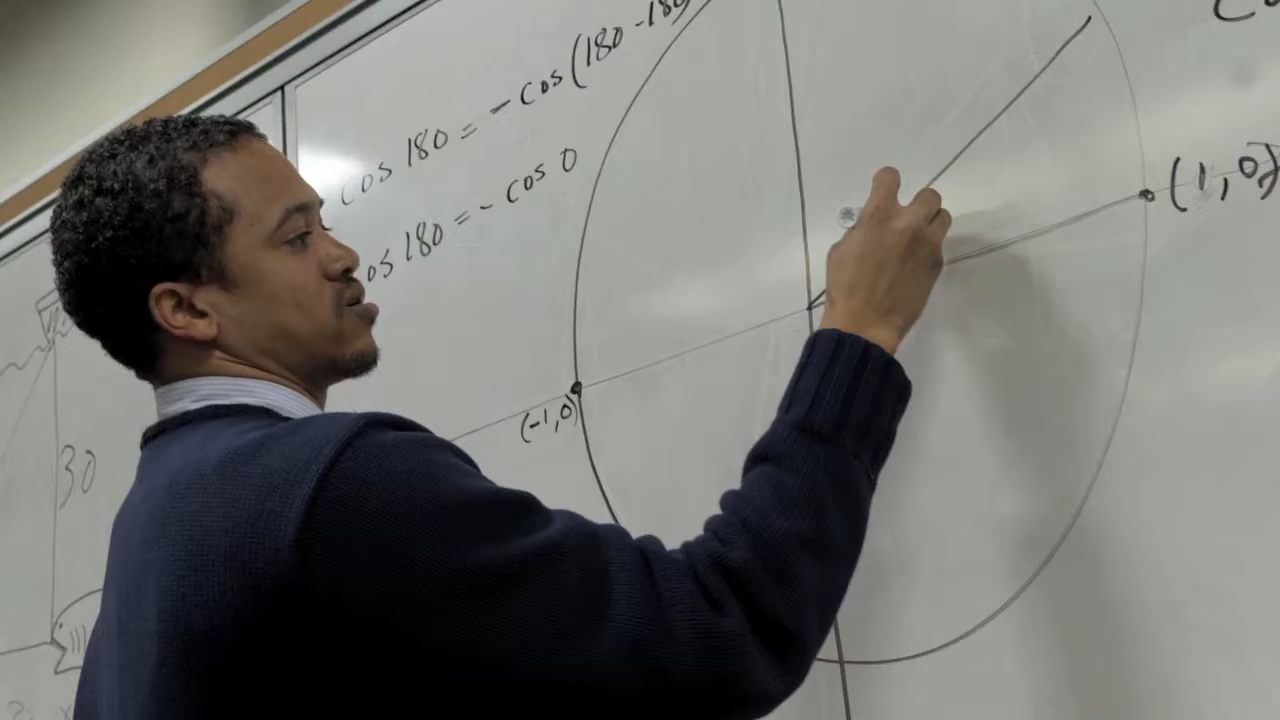 cos 180 = -cos(180-180
cos 180 = -cos 0
(1,0)
(-1,0)
30